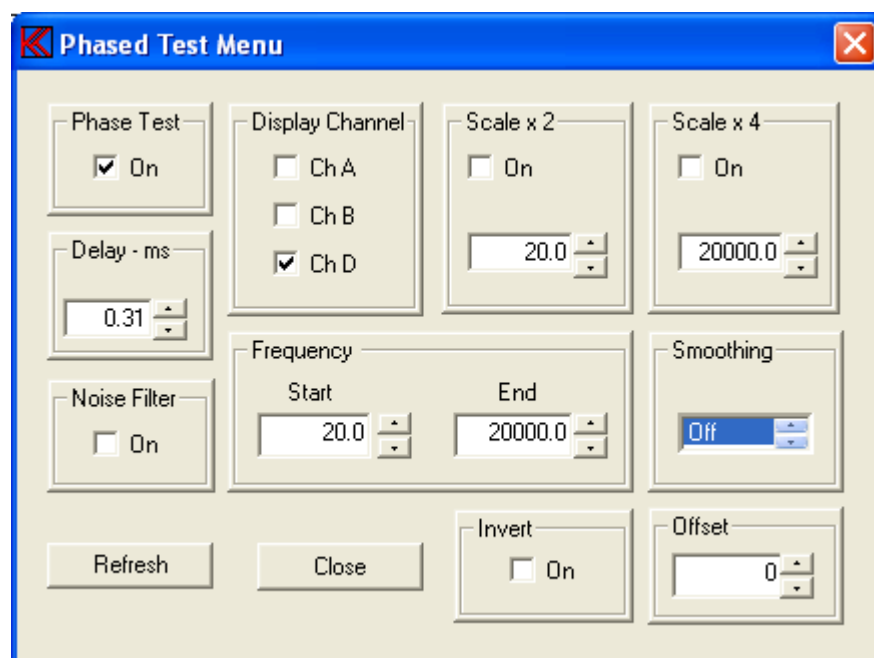 Phased Test Menu
Phase Test
On
Display Channel
Ch A
Ch B
Ch D
Scale x 2
On
20.0
Scale x 4
On
20000.0
Delay - ms
0.31
Frequency
Start
20.0
End
20000.0
Smoothing
Off
Noise Filter
On
Refresh
Close
Invert
On
Offset
0